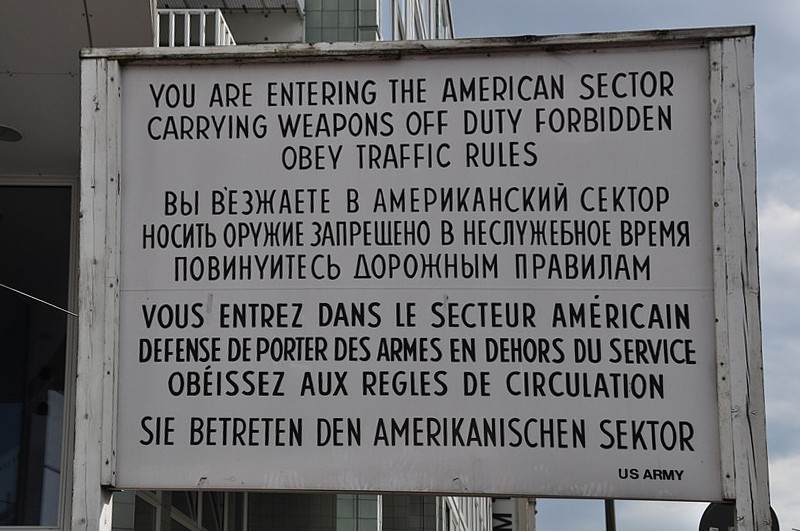 YOU ARE ENTERING THE AMERICAN SECTOR
CARRYING WEAPONS OFF DUTY FORBIDDEN
OBEY TRAFFIC RULES
ВЫ В'ЕЗЖАЕТЕ В АМЕРИКАНСКИЙ СЕКТОР
НОСИТЬ ОРУЖИЕ ЗАПРЕЩЕНО В НЕСЛУЖЕБНОЕ ВРЕМЯ
ПОВИНУИТЕСЬ ДОРОЖНЫМ ПРАВИЛАМ
VOUS ENTREZ DANS LE SECTEUR AMÉRICAIN
DEFENSE DE PORTER DES ARMES EN DEHORS DU SERVICE
OBÉISSEZ AUX REGLES DE CIRCULATION
SIE BETRETEN DEN AMERIKANISCHEN SEKTOR
US ARMY